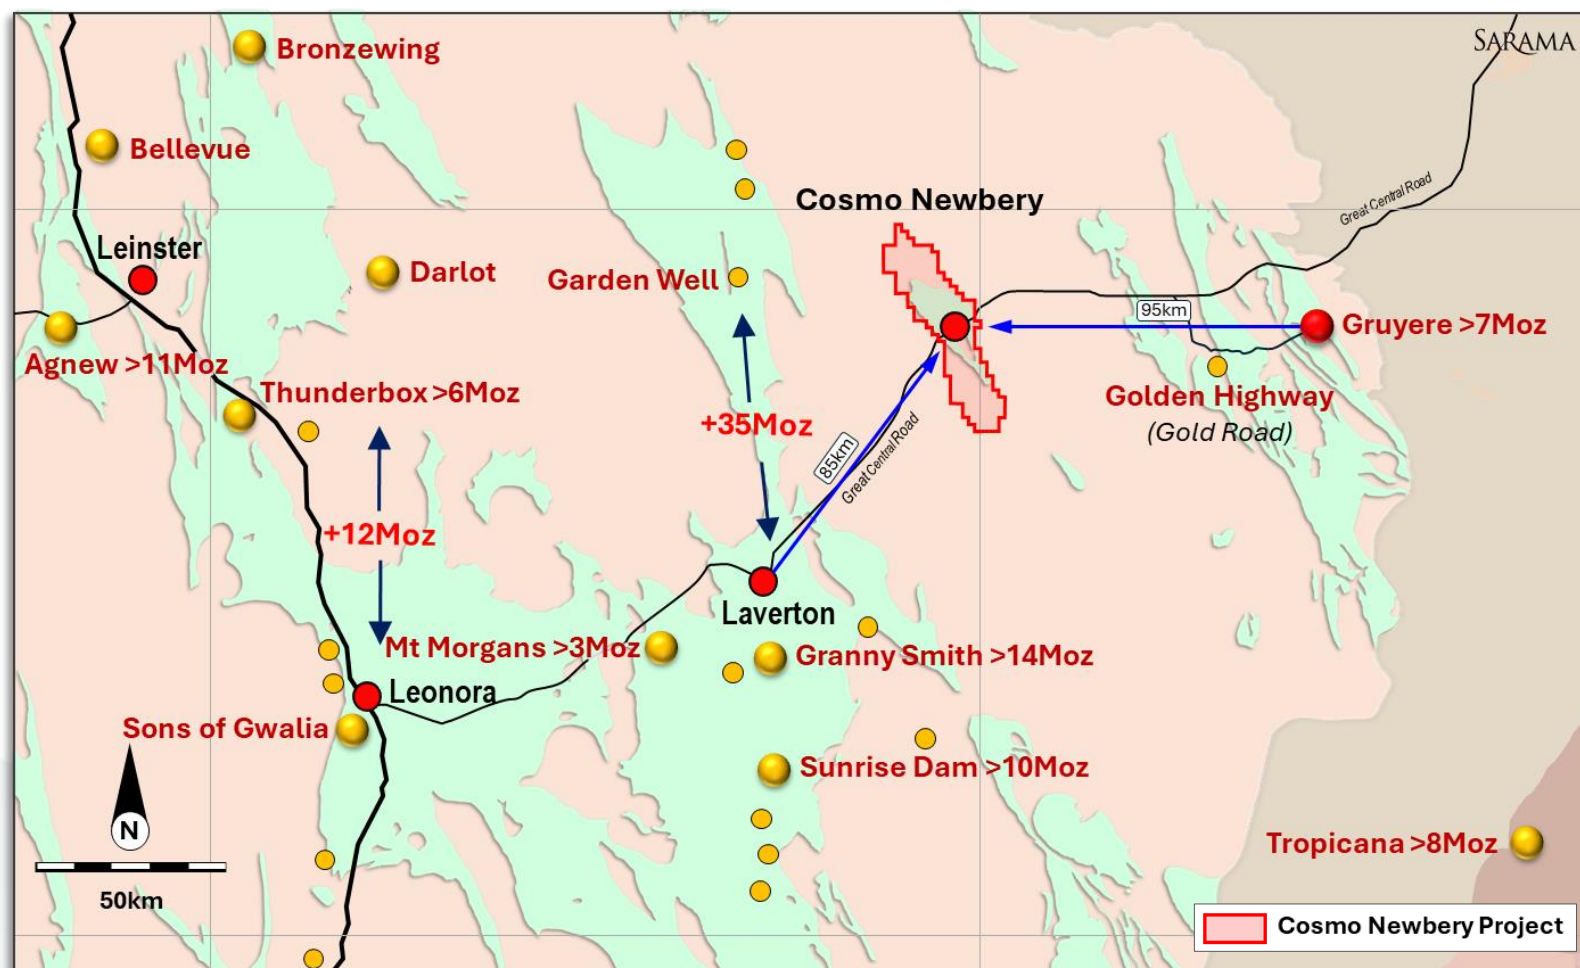 SARAMA
Bronzewing
Bellevue
Cosmo Newbery
Great Central Road
Leinster
Darlot
Garden Well
95km
Gruyere >7Moz
Agnew >11Moz
Thunderbox >6Moz
Golden Highway
(Gold Road)
+35Moz
85km
Great Central Road
+12Moz
Laverton
Mt Morgans >3Moz
Granny Smith >14Moz
Leonora
Sons of Gwalia
Sunrise Dam >10Moz
N
Tropicana >8Moz
50km
Cosmo Newbery Project